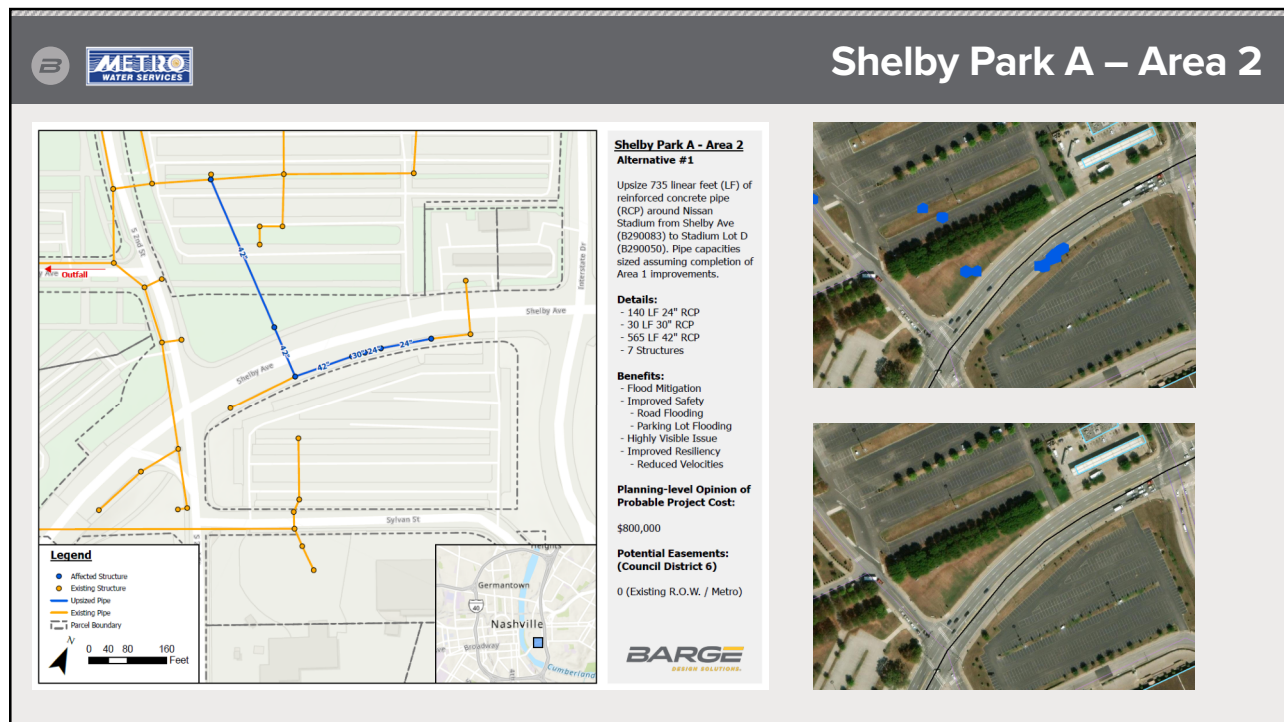 B
METRO
WATER SERVICES
Shelby Park A – Area 2
S 2nd St
y Ave
Outfall
42"
42"
42"
30"
24"
24"
Shelby Ave
Shelby Ave
Interstate Dr
Sylvan St
S
Legend
Affected Structure
Existing Structure
Upsized Pipe
Existing Pipe
Parcel Boundary
N
0 40 80 160
Feet
Heights
Germantown
40
Nashville
Broadway
Cumberland
Shelby Park A - Area 2
Alternative #1
Upsize 735 linear feet (LF) of
reinforced concrete pipe
(RCP) around Nissan
Stadium from Shelby Ave
(B290083) to Stadium Lot D
(B290050). Pipe capacities
sized assuming completion of
Area 1 improvements.
Details:
- 140 LF 24" RCP
- 30 LF 30" RCP
- 565 LF 42" RCP
- 7 Structures
Benefits:
- Flood Mitigation
- Improved Safety
- Road Flooding
- Parking Lot Flooding
- Highly Visible Issue
- Improved Resiliency
- Reduced Velocities
Planning-level Opinion of
Probable Project Cost:
$800,000
Potential Easements:
(Council District 6)
0 (Existing R.O.W. / Metro)
BARGE
DESIGN SOLUTIONS.